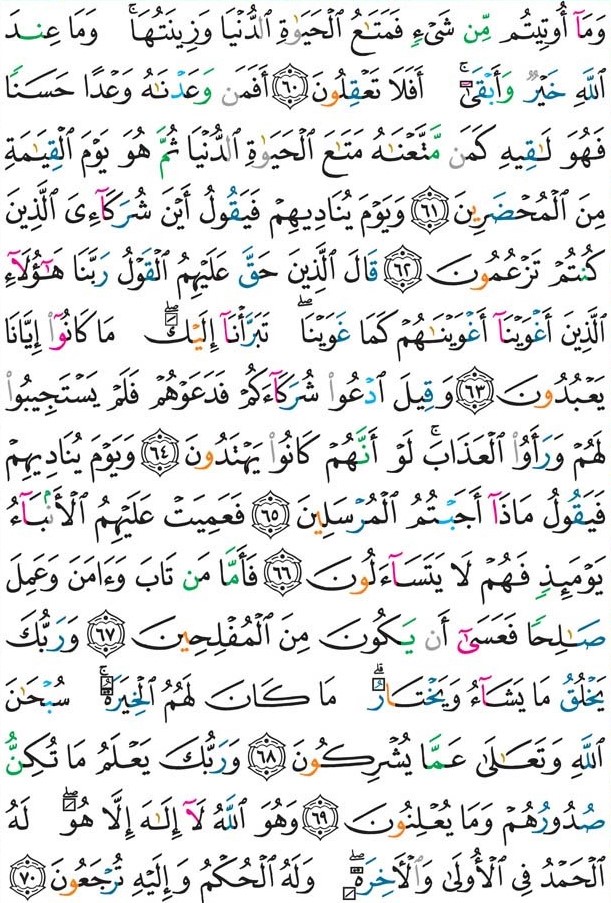 وَمَآ أُوتِيتُم مِّن شَىۡءٖ فَمَتَٰعُ ٱلۡحَيَوٰةِ ٱلدُّنۡيَا وَزِينَتُهَاۚ وَمَا عِندَ
ٱللَّهِ خَيۡرٞ وَأَبۡقَىٰٓۚ أَفَلَا تَعۡقِلُونَ ٦٠ أَفَمَن وَعَدۡنَٰهُ وَعۡدًا حَسَنٗا
فَهُوَ لَٰقِيهِ كَمَن مَّتَّعۡنَٰهُ مَتَٰعَ ٱلۡحَيَوٰةِ ٱلدُّنۡيَا ثُمَّ هُوَ يَوۡمَ ٱلۡقِيَٰمَةِ
مِنَ ٱلۡمُحۡضَرِينَ ٦١ وَيَوۡمَ يُنَادِيهِمۡ فَيَقُولُ أَيۡنَ شُرَكَآءِىَ ٱلَّذِينَ
كُنتُمۡ تَزۡعُمُونَ ٦٢ قَالَ ٱلَّذِينَ حَقَّ عَلَيۡهِمُ ٱلۡقَوۡلُ رَبَّنَا هَٰٓؤُلَآءِ
ٱلَّذِينَ أَغۡوَيۡنَآ أَغۡوَيۡنَٰهُمۡ كَمَا غَوَيۡنَاۖ تَبَرَّأۡنَآ إِلَيۡكَۖ مَا كَانُوٓاْ إِيَّانَا
يَعۡبُدُونَ ٦٣ وَقِيلَ ٱدۡعُواْ شُرَكَآءَكُمۡ فَدَعَوۡهُمۡ فَلَمۡ يَسۡتَجِيبُواْ
لَهُمۡ وَرَأَوُاْ ٱلۡعَذَابَۚ لَوۡ أَنَّهُمۡ كَانُواْ يَهۡتَدُونَ ٦٤ وَيَوۡمَ يُنَادِيهِمۡ
فَيَقُولُ مَاذَآ أَجَبۡتُمُ ٱلۡمُرۡسَلِينَ ٦٥ فَعَمِيَتۡ عَلَيۡهِمُ ٱلۡأَنۢبَآءُ
يَوۡمَئِذٖ فَهُمۡ لَا يَتَسَآءَلُونَ ٦٦ فَأَمَّا مَن تَابَ وَءَامَنَ وَعَمِلَ
صَٰلِحٗا فَعَسَىٰٓ أَن يَكُونَ مِنَ ٱلۡمُفۡلِحِينَ ٦٧ وَرَبُّكَ
يَخۡلُقُ مَا يَشَآءُ وَيَخۡتَارُۗ مَا كَانَ لَهُمُ ٱلۡخِيَرَةُۚ سُبۡحَٰنَ
ٱللَّهِ وَتَعَٰلَىٰ عَمَّا يُشۡرِكُونَ ٦٨ وَرَبُّكَ يَعۡلَمُ مَا تُكِنُّ
صُدُورُهُمۡ وَمَا يُعۡلِنُونَ ٦٩ وَهُوَ ٱللَّهُ لَآ إِلَٰهَ إِلَّا هُوَۖ لَهُ
ٱلۡحَمۡدُ فِي ٱلۡأُولَىٰ وَٱلۡأٓخِرَةِۖ وَلَهُ ٱلۡحُكۡمُ وَإِلَيۡهِ تُرۡجَعُونَ ٧٠